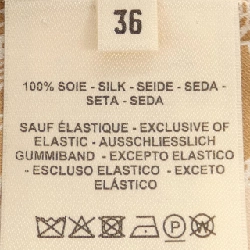 36
100% SOIE - SILK - SEIDE - SEDA -
SETA - SEDA
SAUF ÉLASTIQUE - EXCLUSIVE OF
ELASTIC - AUSSCHLIESSLICH
GUMMIBAND - EXCEPTO ELASTICO
- ESCLUSO ELASTICO - EXCETO
ELÁSTICO
P W